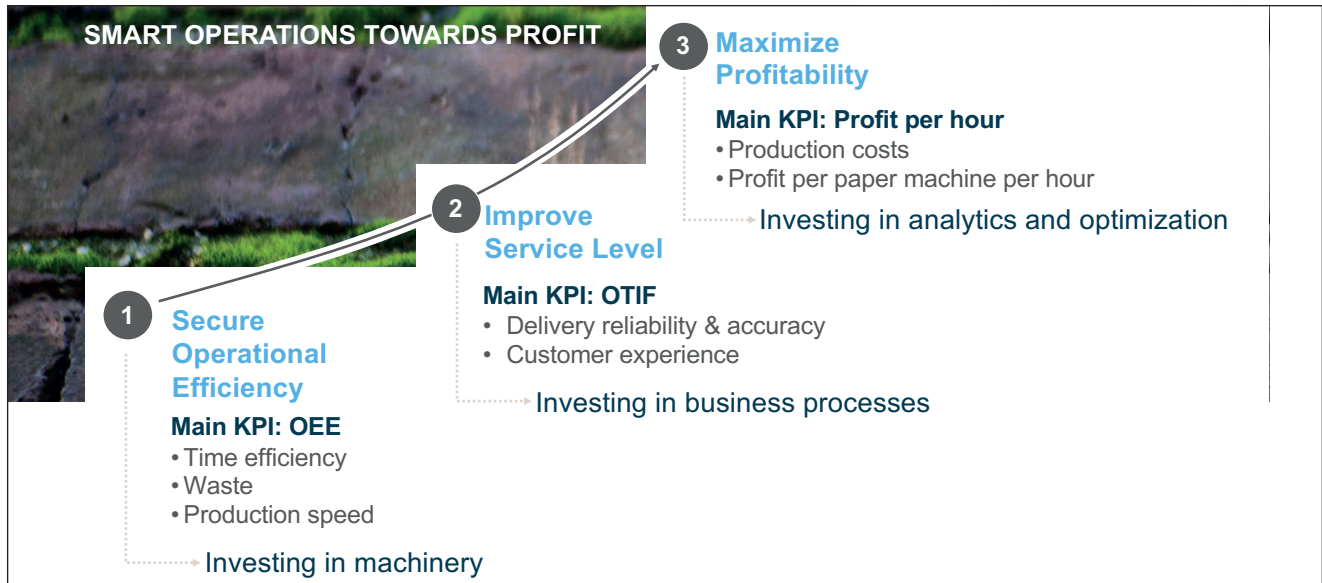 SMART OPERATIONS TOWARDS PROFIT
1
Secure
Operational
Efficiency
Main KPI: OEE
• Time efficiency
• Waste
• Production speed
Investing in machinery
2
Improve
Service Level
Main KPI: OTIF
• Delivery reliability & accuracy
• Customer experience
Investing in business processes
3
Maximize
Profitability
Main KPI: Profit per hour
• Production costs
• Profit per paper machine per hour
Investing in analytics and optimization